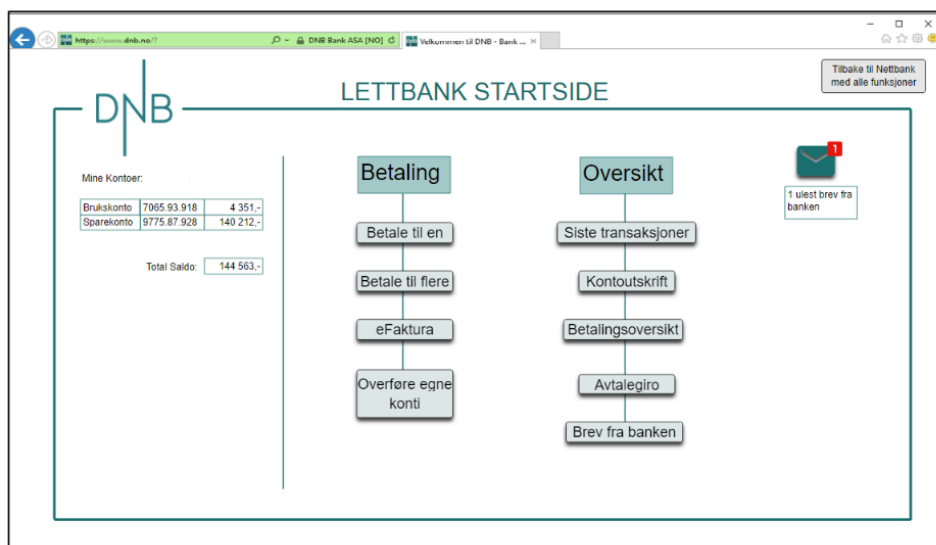 https://www.dnb.no/?
DNB Bank ASA [NO]
Velkommen til DNB - Bank ...
Tilbake til Nettbank
med alle funksjoner
DNB
LETTBANK STARTSIDE
Mine Kontoer:
Brukskonto 7065.93.918 4 351,-
Sparekonto 9775.87.928 140 212,-
Total Saldo: 144 563,-
Betaling
Betale til en
Betale til flere
eFaktura
Overføre egne
konti
Oversikt
Siste transaksjoner
Kontoutskrift
Betalingsoversikt
Avtalegiro
Brev fra banken
1
1 ulest brev fra
banken